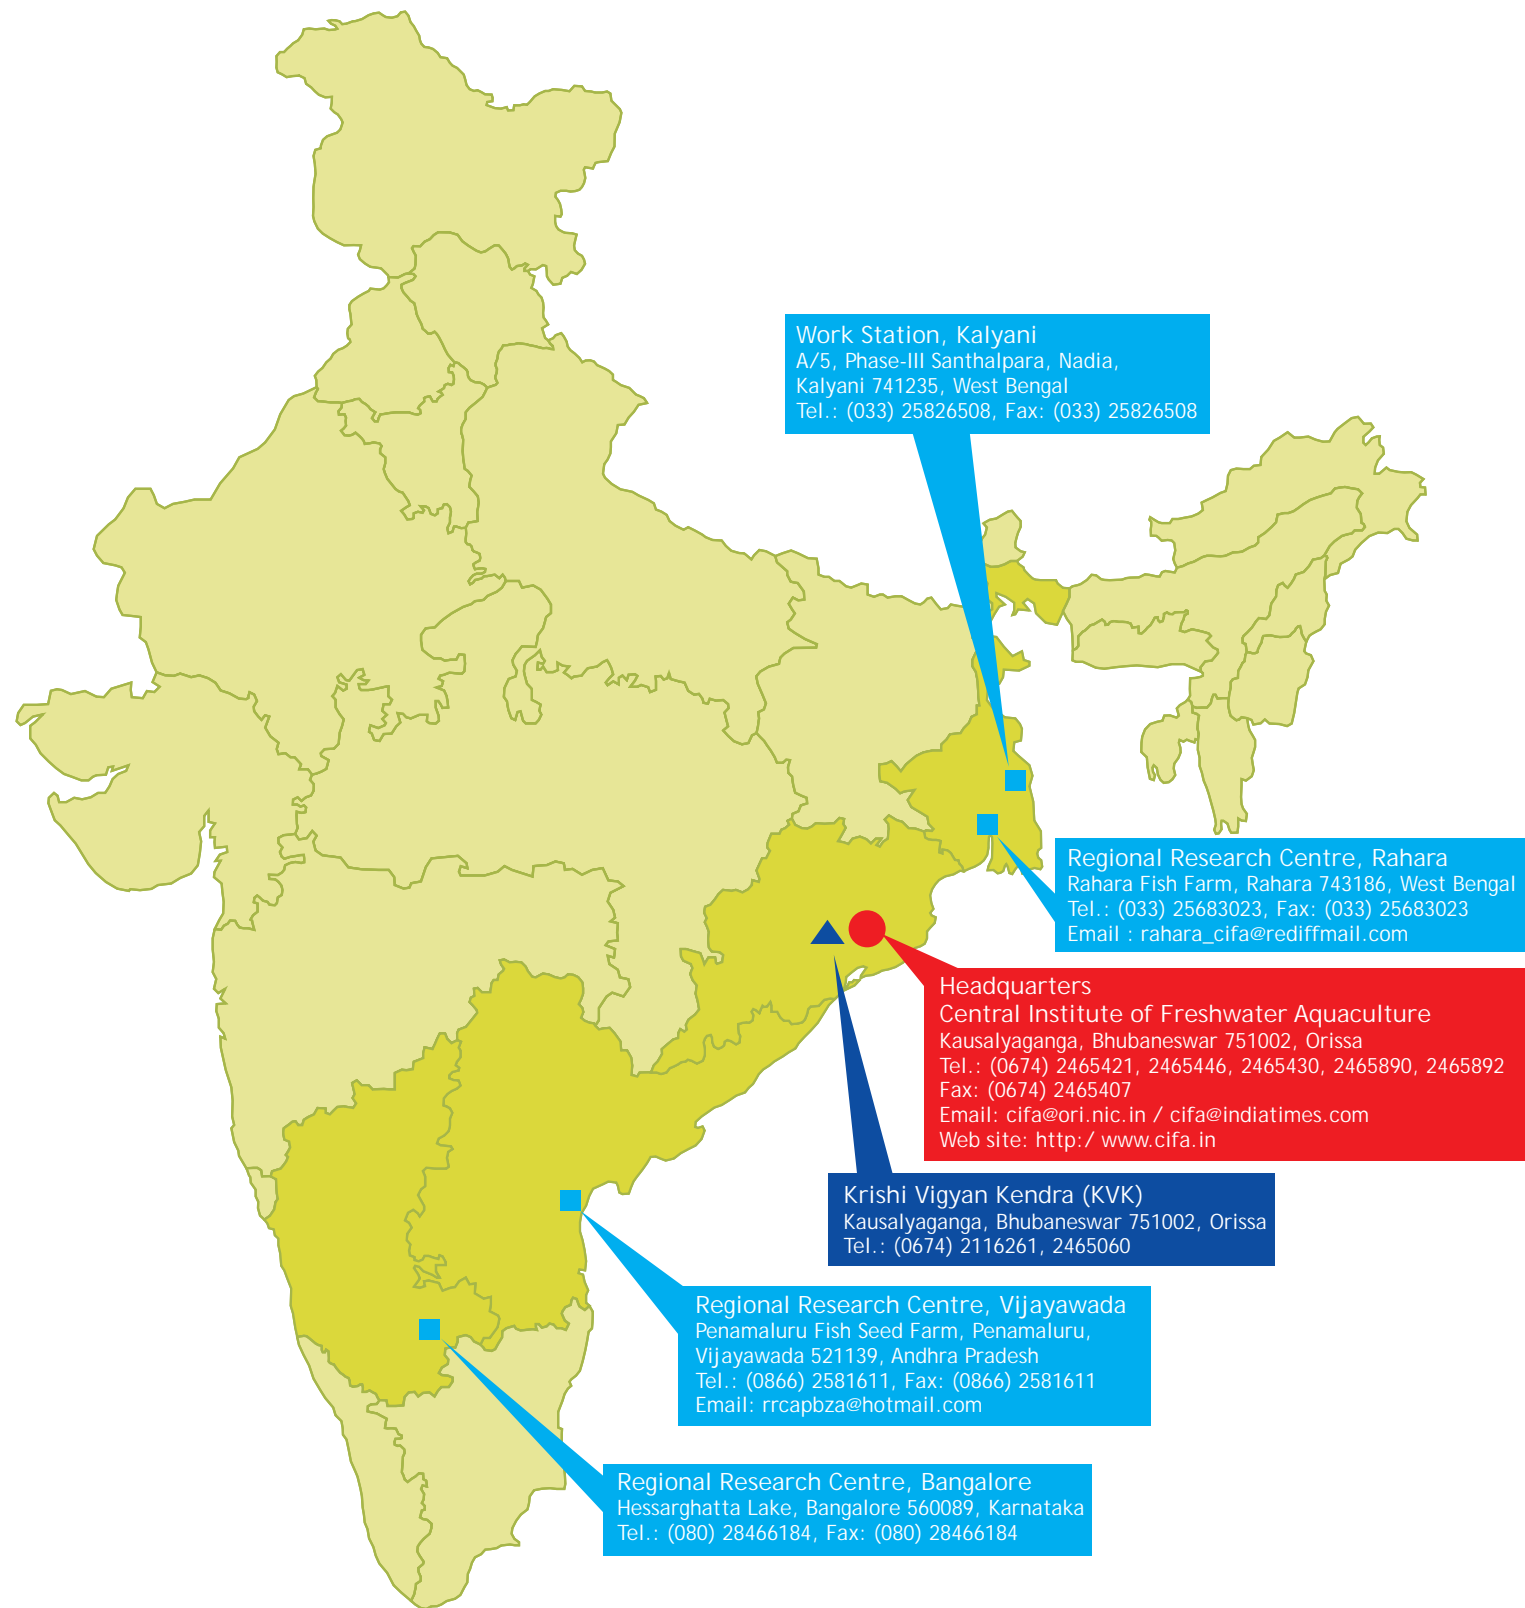 Work Station, Kalyani
A/5, Phase-III Santhalpara, Nadia,
Kalyani 741235, West Bengal
Tel.: (033) 25826508, Fax: (033) 25826508
Regional Research Centre, Rahara
Rahara Fish Farm, Rahara 743186, West Bengal
Tel.: (033) 25683023, Fax: (033) 25683023
Email : rahara_cifa@rediffmail.com
Headquarters
Central Institute of Freshwater Aquaculture
Kausalyaganga, Bhubaneswar 751002, Orissa
Tel.: (0674) 2465421, 2465446, 2465430, 2465890, 2465892
Fax: (0674) 2465407
Email: cifa@ori.nic.in / cifa@indiatimes.com
Web site: http:/ www.cifa.in
Krishi Vigyan Kendra (KVK)
Kausalyaganga, Bhubaneswar 751002, Orissa
Tel.: (0674) 2116261, 2465060
Regional Research Centre, Vijayawada
Penamaluru Fish Seed Farm, Penamaluru,
Vijayawada 521139, Andhra Pradesh
Tel.: (0866) 2581611, Fax: (0866) 2581611
Email: rrcapbza@hotmail.com
Regional Research Centre, Bangalore
Hessarghatta Lake, Bangalore 560089, Karnataka
Tel.: (080) 28466184, Fax: (080) 28466184